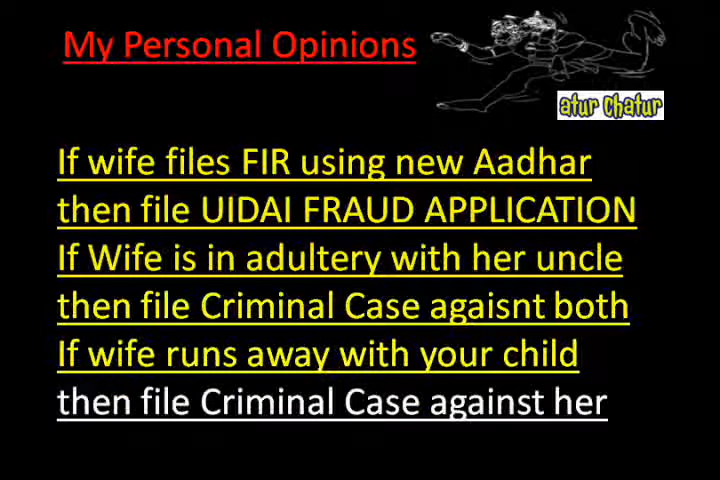 My Personal Opinions
atur chatur
If wife files FIR using new Aadhar
then file UIDAI FRAUD APPLICATION
If Wife is in adultery with her uncle
then file Criminal Case agaisnt both
If wife runs away with your child
then file Criminal Case against her